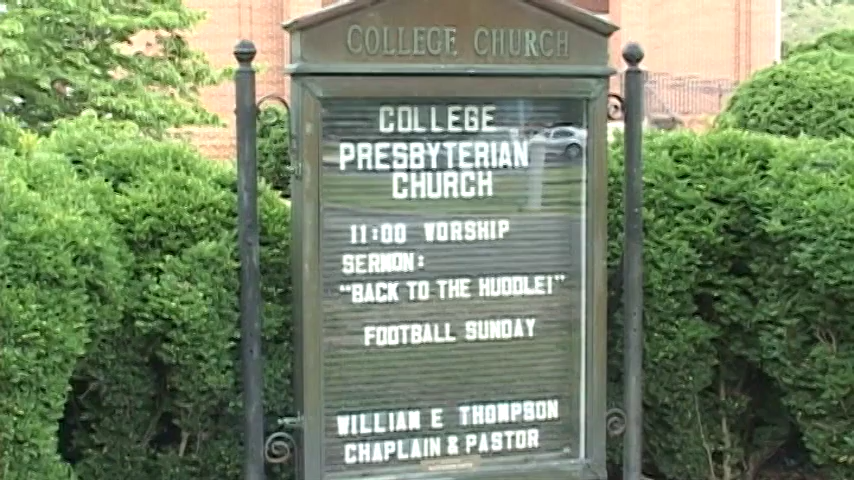 COLLEGE CHURCH
COLLEGE
PRESBYTERIAN
CHURCH
11:00 WORSHIP
SERMON:
"BACK TO THE HUDDLE!"
FOOTBALL SUNDAY
WILLIAM E THOMPSON
CHAPLAIN & PASTOR